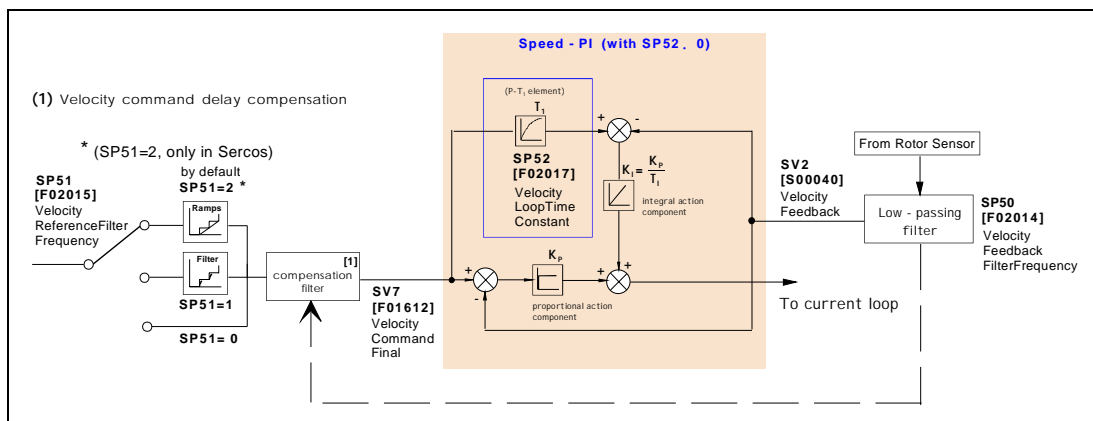 Speed - PI (with SP52. 0)
(1) Velocity command delay compensation
* (SP51=2, only in Sercos)
by default
SP51=2 *
SP51
[F02015]
Velocity
ReferenceFilter
Frequency
Ramps
Filter
SP51=1
SP51= 0
[1]
compensation
filter
SV7
[F01612]
Velocity
Command
Final
(P-T1 element)
T1
SP52
[F02017]
Velocity
LoopTime
Constant
+
-
KI = KP
TI
integral action
component
+
-
KP
proportional action
component
+
+
SV2
[S00040]
Velocity
Feedback
From Rotor Sensor
Low - passing
filter
SP50
[F02014]
Velocity
Feedback
FilterFrequency
To current loop